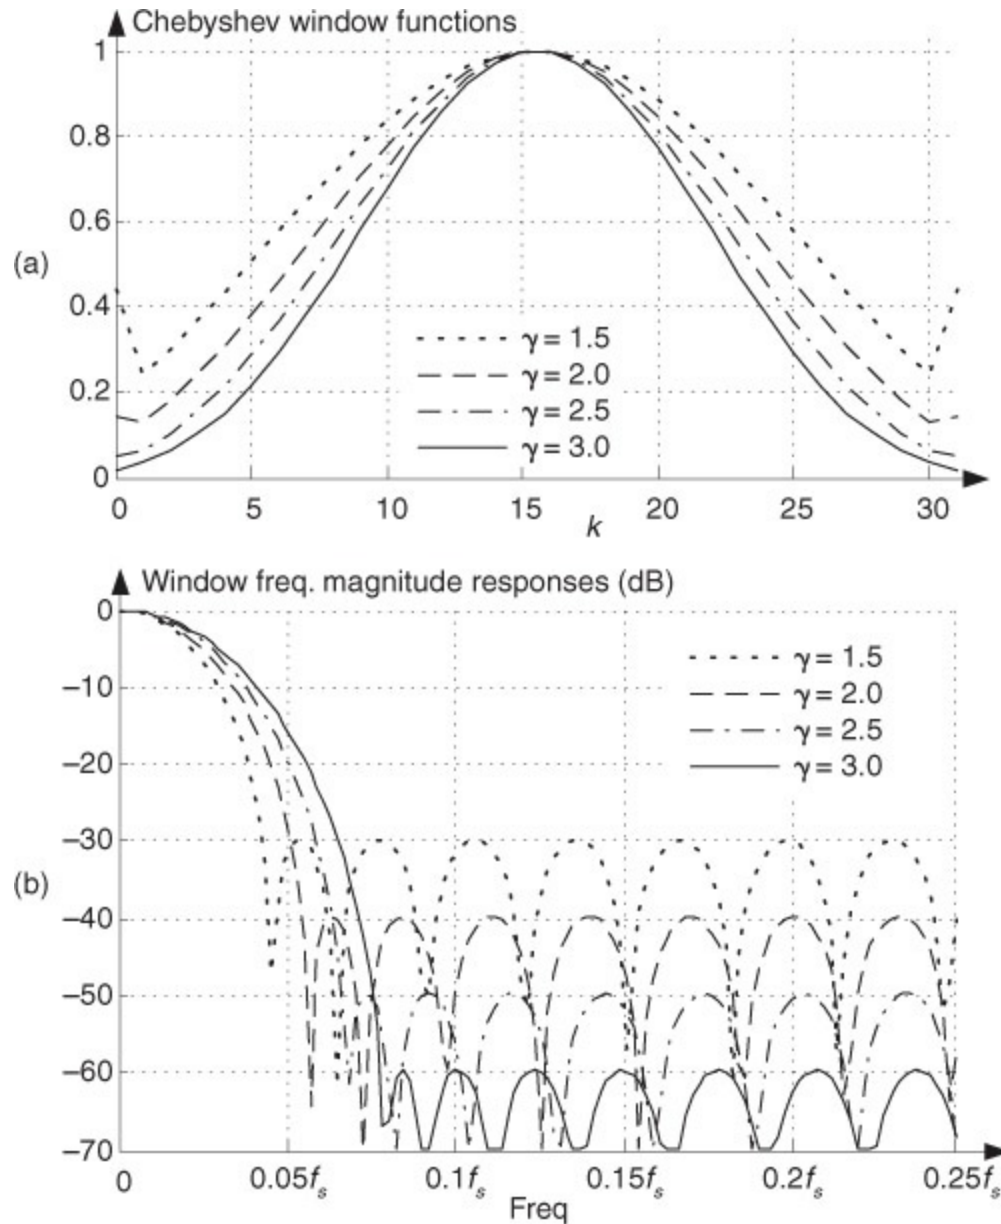 Chebyshev window functions
1
0.8
0.6
(a)
0.4
0.2
0
γ = 1.5
γ = 2.0
γ = 2.5
γ = 3.0
0 5 10 15 20 25 30
k
Window freq. magnitude responses (dB)
0
–10
–20
–30
(b)
–40
–50
–60
–70
γ = 1.5
γ = 2.0
γ = 2.5
γ = 3.0
0 0.05fs 0.1fs 0.15fs 0.2fs 0.25fs
Freq